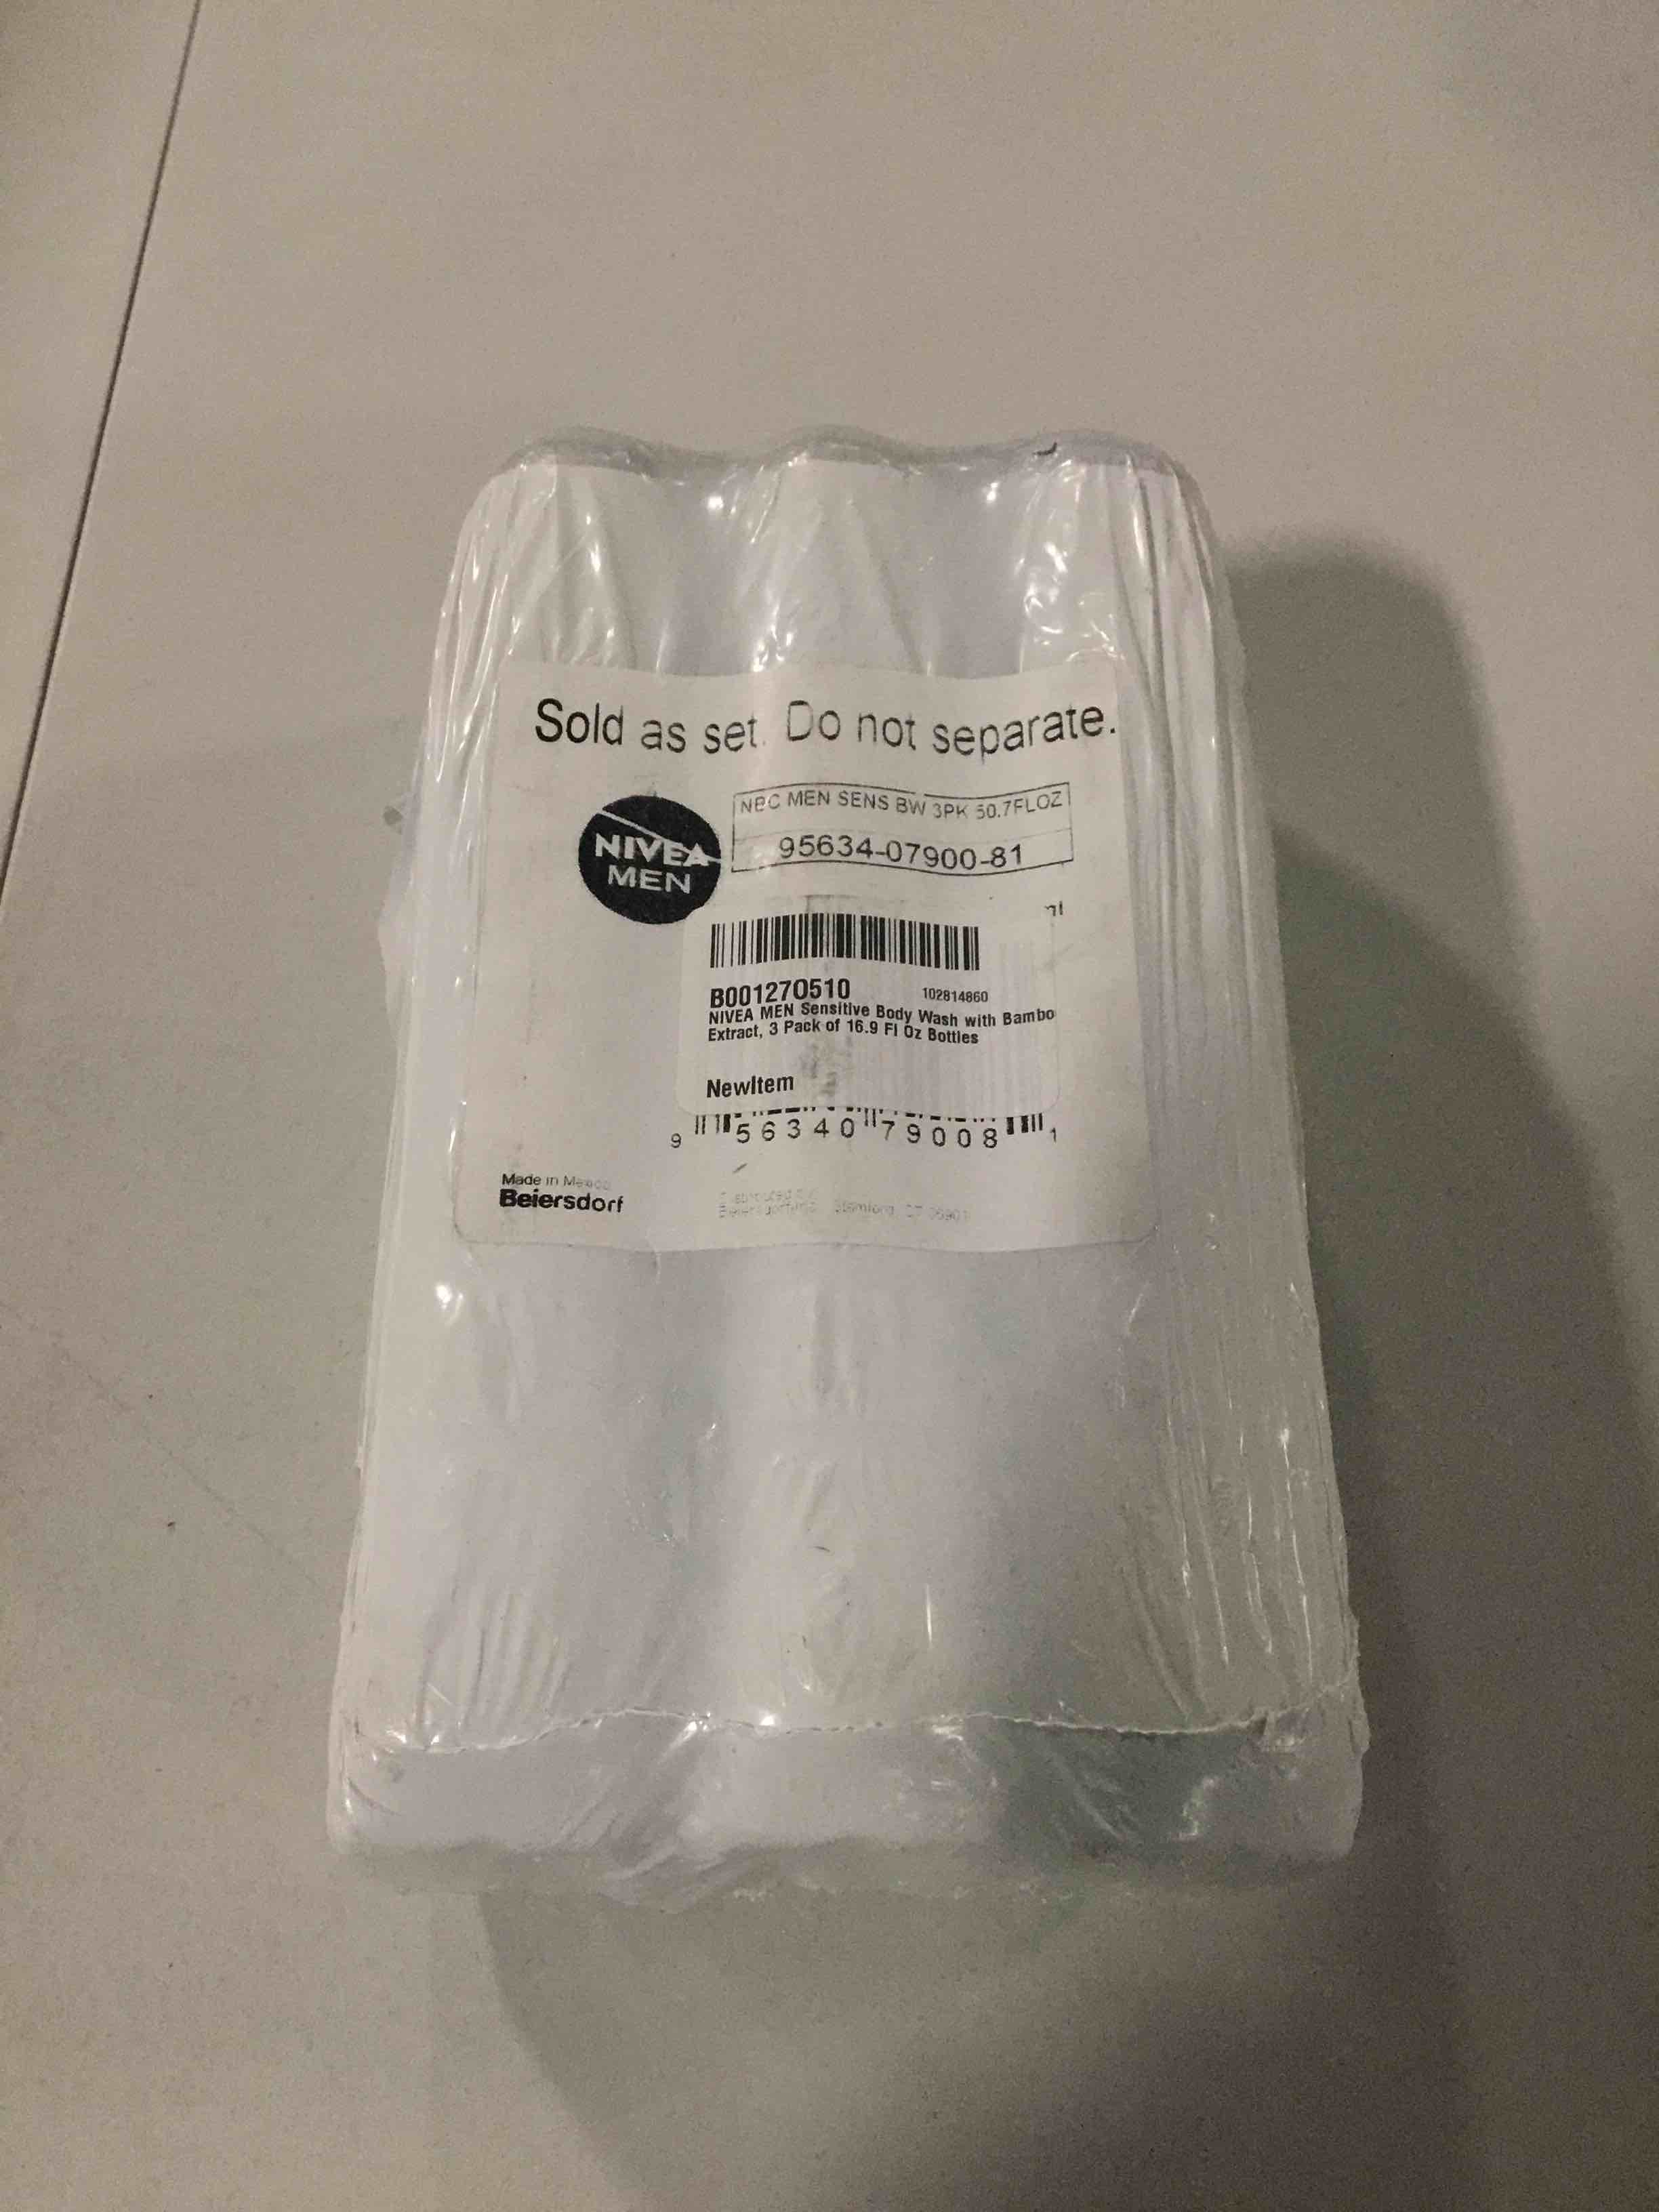 Sold as set. Do not separate.
NIVEA
MEN
NBC MEN SENS BW 3PK 50.7FLOZ
95634-07900-81
B00127O510 102814860
NIVEA MEN Sensitive Body Wash with Bambo
Extract, 3 Pack of 16.9 Fl Oz Bottles
NewItem
9 56340 79008 1
Made in Mexico
Beiersdorf